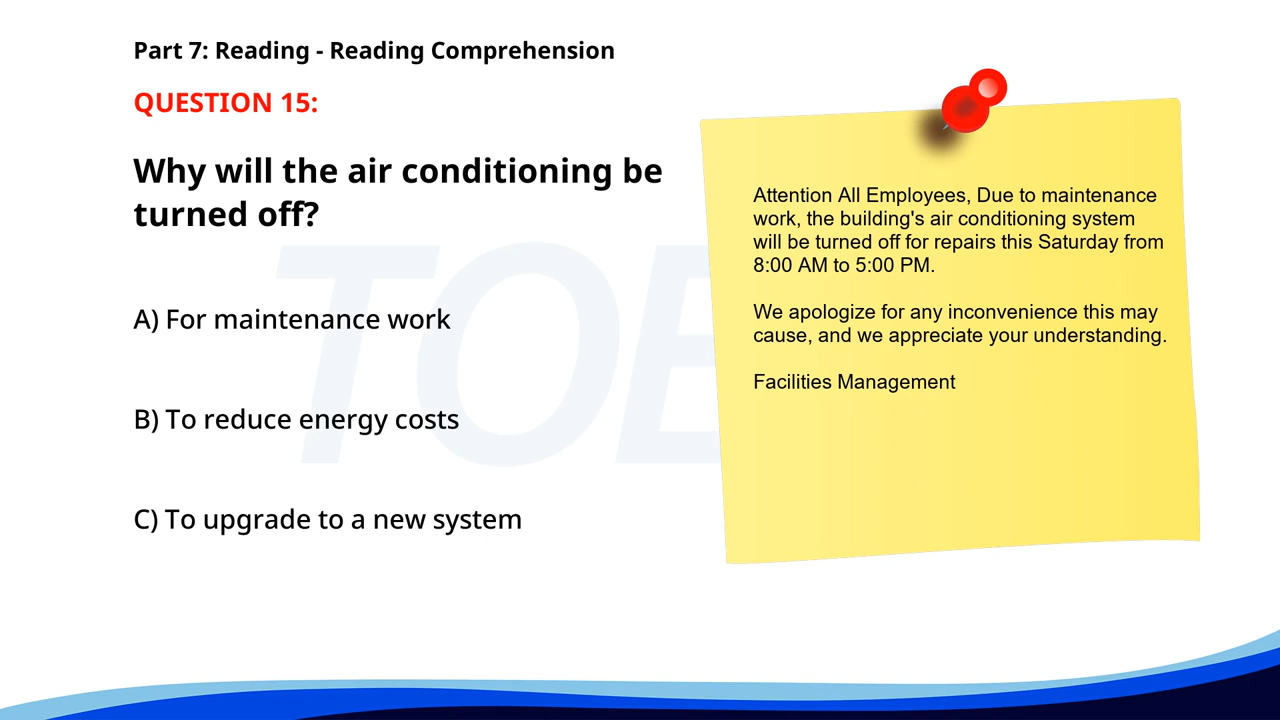 Part 7: Reading - Reading Comprehension
QUESTION 15:
Why will the air conditioning be
turned off?
A) For maintenance work
B) To reduce energy costs
C) To upgrade to a new system
Attention All Employees, Due to maintenance
work, the building's air conditioning system
will be turned off for repairs this Saturday from
8:00 AM to 5:00 PM.
We apologize for any inconvenience this may
cause, and we appreciate your understanding.
Facilities Management
TOE